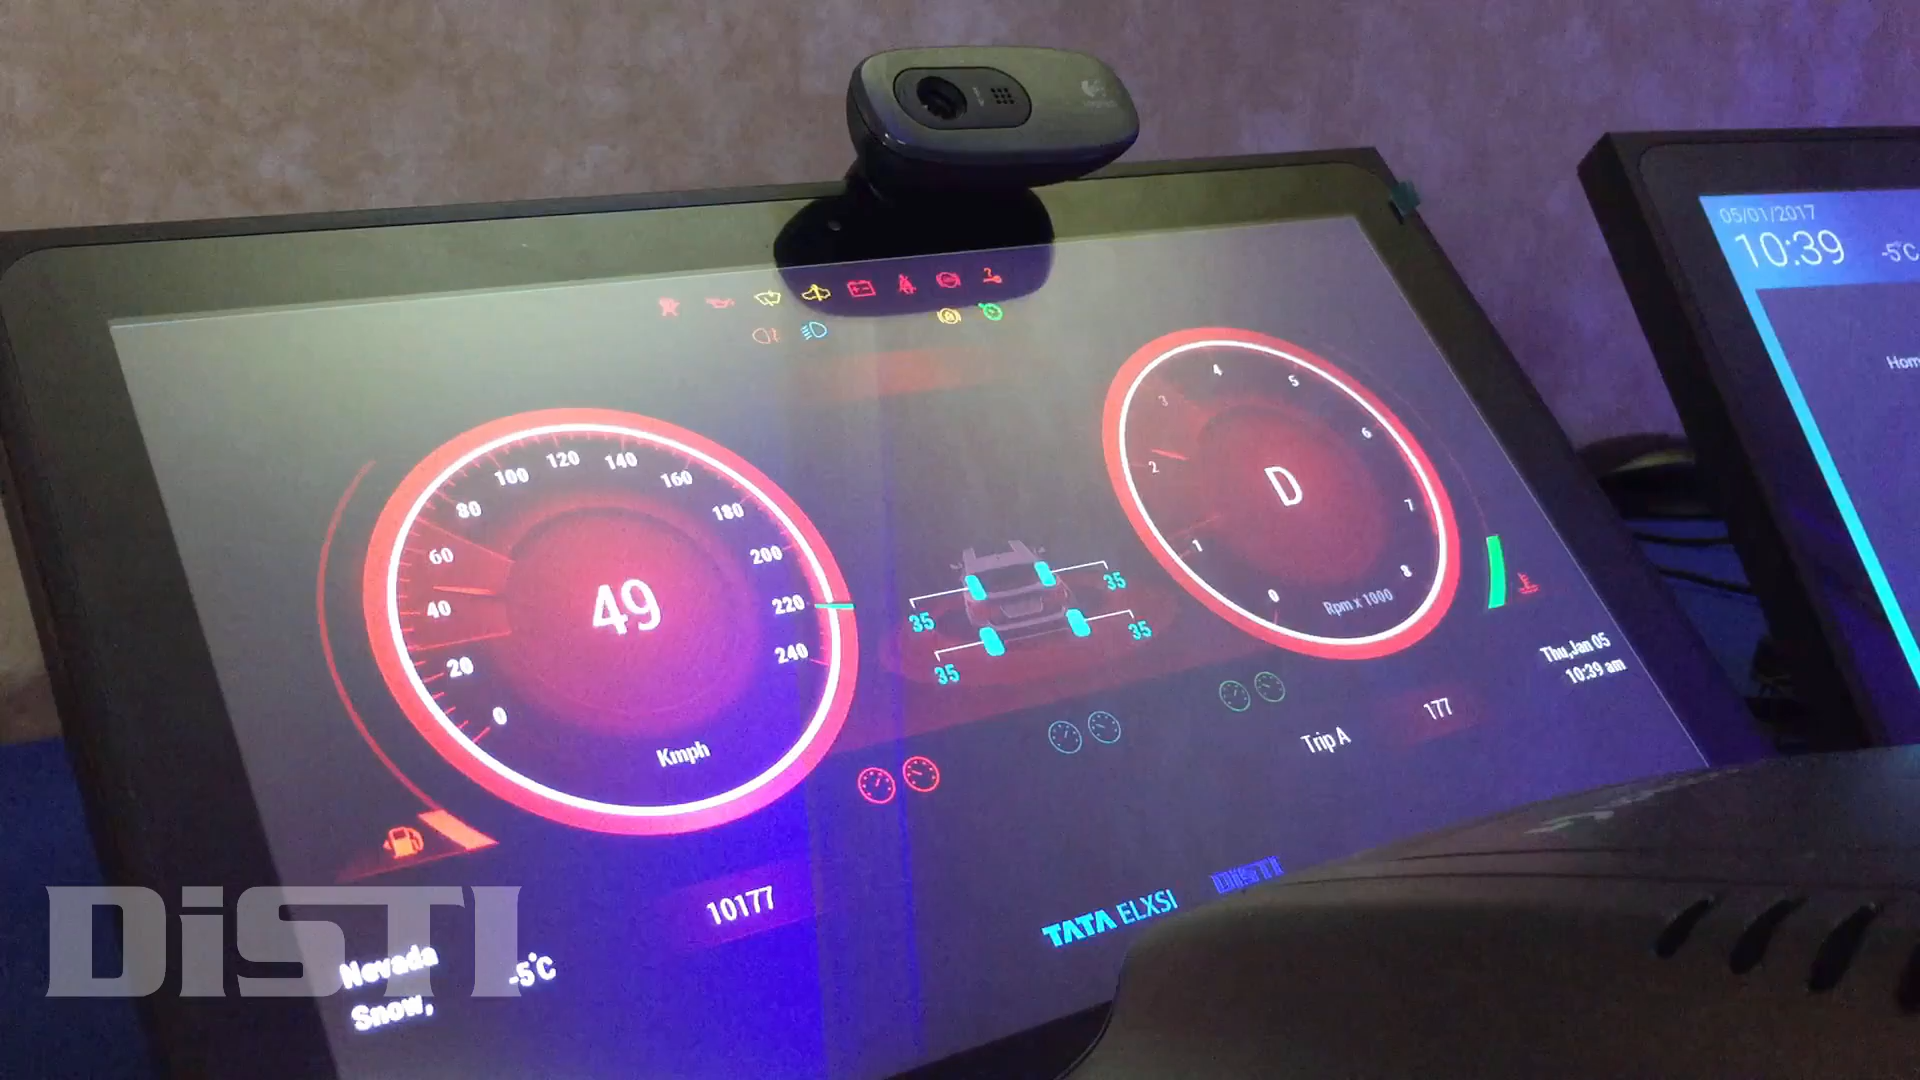 05/01/2017
10:39
-5°C
Hom
100
120
140
80
160
60
180
40
200
20
220
0
240
49
Kmph
4
5
3
6
2
7
1
8
0
D
Rpm x 1000
35
35
35
35
Thu,Jan 05
10:39 am
Trip A
177
10177
TATA ELXSI
DiSTI
DiSTI
Nevada
-5°C
Snow,